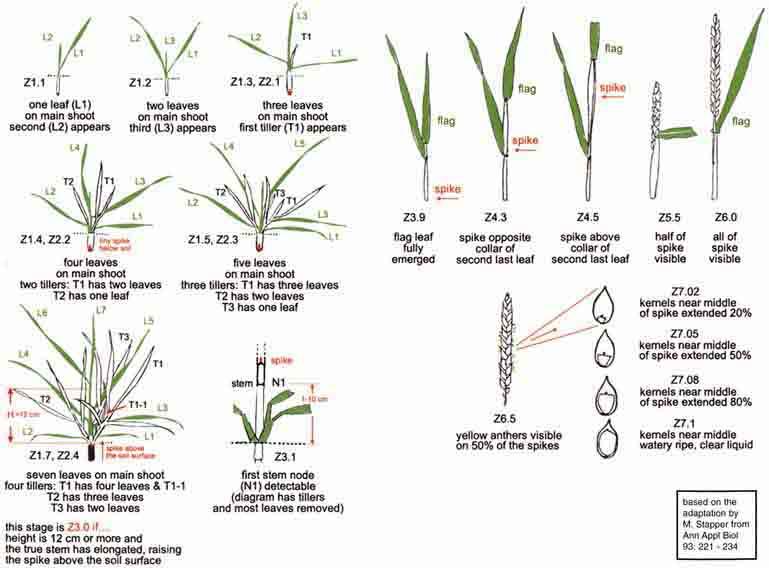 L2
L1
Z1.1
one leaf (L1)
on main shoot
second (L2) appears
L2
L3
L1
Z1.2
two leaves
on main shoot
third (L3) appears
L3
T1
L2
L1
Z1.3, Z2.1
three leaves
on main shoot
first tiller (T1) appears
L4
T2
T1
L3
L2
L1
Z1.4, Z2.2
tiny spike
below soil
four leaves
on main shoot
two tillers: T1 has two leaves
T2 has one leaf
L4
L5
T2
T3
T1
L2
L3
L1
Z1.5, Z2.3
five leaves
on main shoot
three tillers: T1 has three leaves
T2 has two leaves
T3 has one leaf
L6
L7
T3
L5
L4
T1
T2
T1-1
L3
L2
L1
Z1.7, Z2.4
spike above
the soil surface
seven leaves on main shoot
four tillers: T1 has four leaves & T1-1
T2 has three leaves
T3 has two leaves
this stage is Z3.0 if....
height is 12 cm or more and
the true stem has elongated, raising
the spike above the soil surface
spike
stem
N1
Z3.1
first stem node
(N1) detectable
(diagram has tillers
and most leaves removed)
flag
spike
Z3.9
flag leaf
fully
emerged
flag
spike
Z4.3
spike opposite
collar of
second last leaf
flag
spike
Z4.5
spike above
collar of
second last leaf
Z5.5
half of
spike
visible
flag
Z6.0
all of
spike
visible
Z6.5
yellow anthers visible
on 50% of the spikes
Z7.02
kernels near middle
of spike extended 20%
Z7.05
kernels near middle
of spike extended 50%
Z7.08
kernels near middle
of spike extended 80%
Z7.1
kernels near middle
watery ripe, clear liquid
based on the
adaptation by
M. Stapper from
Ann Appl Biol
93: 221 - 234